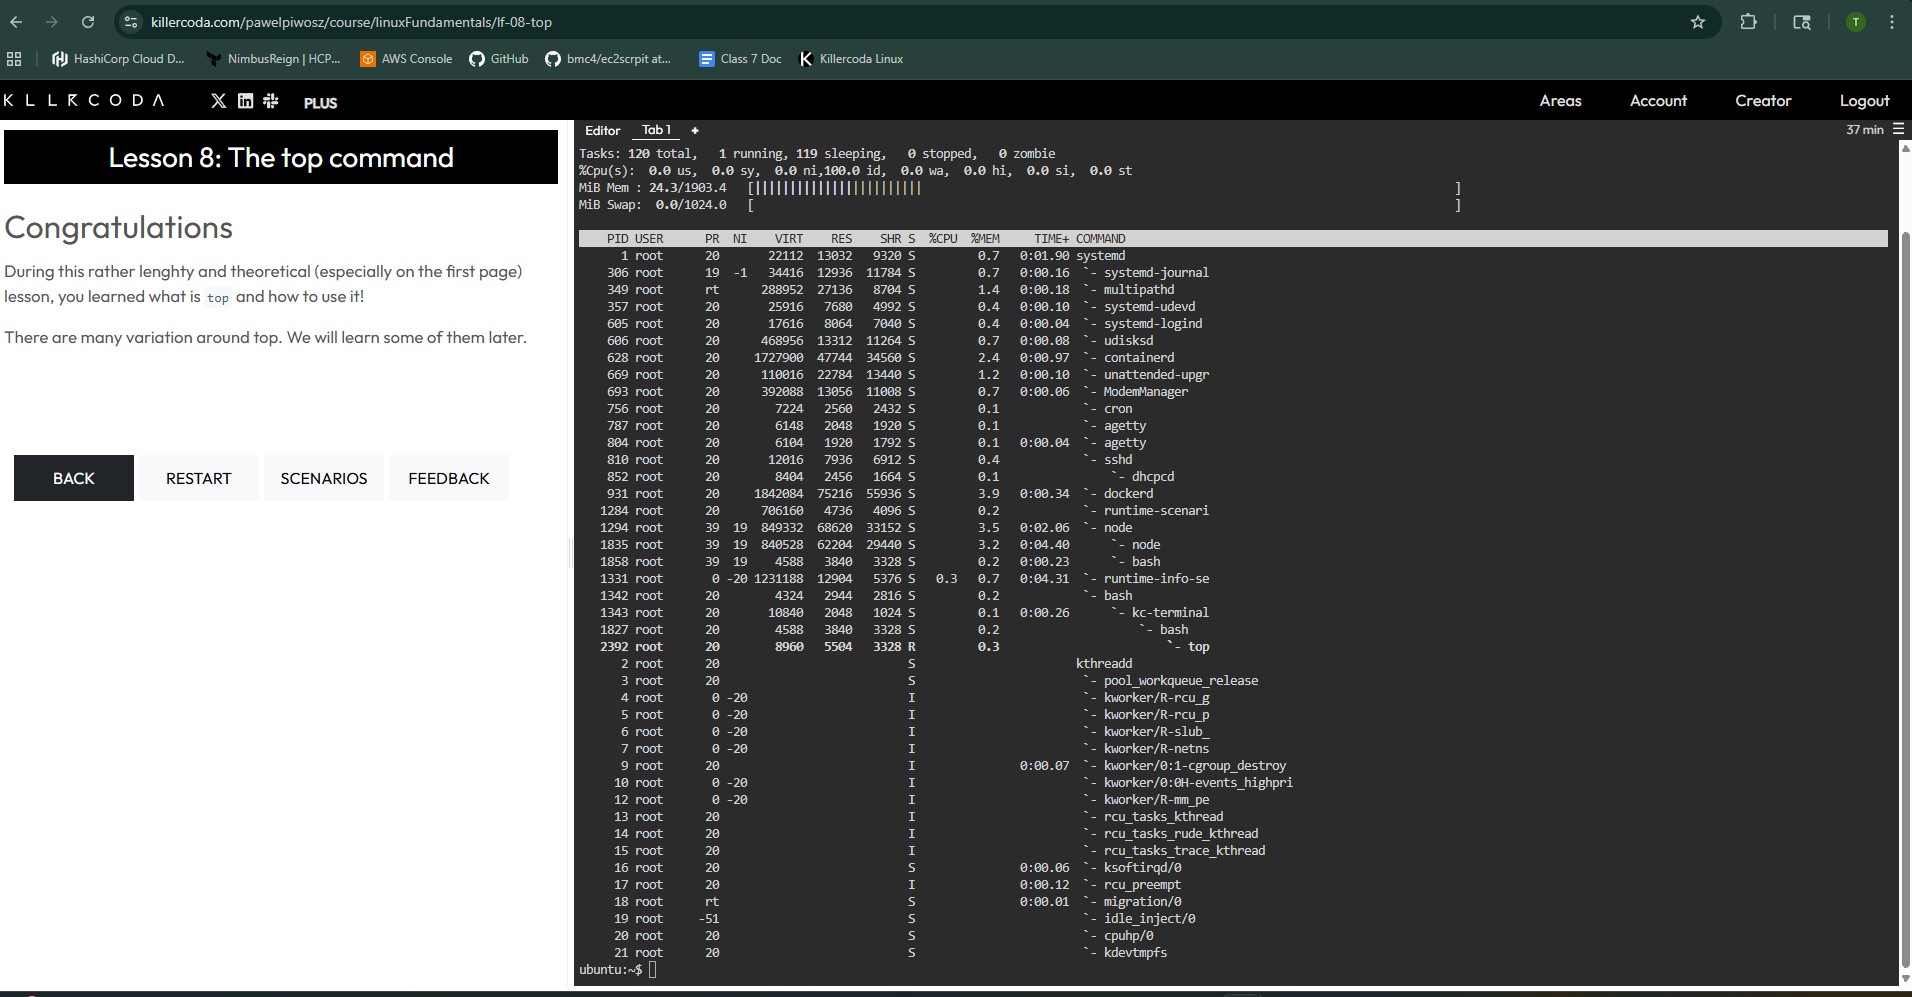 killercoda.com/pawelpiwosz/course/linuxFundamentals/lf-08-top
T
HashiCorp Cloud D...
NimbusReign | HCP...
AWS Console
GitHub
bmc4/ec2scrpit at...
Class 7 Doc
Killercoda Linux
PLUS
Areas
Account
Creator
Logout
Lesson 8: The top command
Congratulations
During this rather lenghty and theoretical (especially on the first page)
lesson, you learned what is top and how to use it!
There are many variation around top. We will learn some of them later.
BACK
RESTART
SCENARIOS
FEEDBACK
Editor
Tab 1
+
37 min
Tasks: 120 total,   1 running, 119 sleeping,   0 stopped,   0 zombie
%Cpu(s):  0.0 us,  0.0 sy,  0.0 ni,100.0 id,  0.0 wa,  0.0 hi,  0.0 si,  0.0 st
MiB Mem : 24.3/1903.4   [||||||||||||||||||||||||                                                                            ]
MiB Swap:  0.0/1024.0   [                                                                                                    ]
PID USER      PR  NI    VIRT    RES    SHR S  %CPU  %MEM     TIME+ COMMAND
1 root      20       22112  13032   9320 S         0.7   0:01.90 systemd
306 root      19  -1   34416  12936  11784 S         0.7   0:00.16  `- systemd-journal
349 root      rt      288952  27136   8704 S         1.4   0:00.18  `- multipathd
357 root      20       25916   7680   4992 S         0.4   0:00.10  `- systemd-udevd
605 root      20       17616   8064   7040 S         0.4   0:00.04  `- systemd-logind
606 root      20      468956  13312  11264 S         0.7   0:00.08  `- udisksd
628 root      20     1727900  47744  34560 S         2.4   0:00.97  `- containerd
669 root      20      110016  22784  13440 S         1.2   0:00.10  `- unattended-upgr
693 root      20      392088  13056  11008 S         0.7   0:00.06  `- ModemManager
756 root      20        7224   2560   2432 S         0.1            `- cron
787 root      20        6148   2048   1920 S         0.1            `- agetty
804 root      20        6104   1920   1792 S         0.1   0:00.04  `- agetty
810 root      20       12016   7936   6912 S         0.4            `- sshd
852 root      20        8404   2456   1664 S         0.1                `- dhcpcd
931 root      20     1842084  75216  55936 S         3.9   0:00.34  `- dockerd
1284 root      20      706160   4736   4096 S         0.2            `- runtime-scenari
1294 root      39  19  849332  68620  33152 S         3.5   0:02.06  `- node
1835 root      39  19  840528  62204  29440 S         3.2   0:04.40      `- node
1858 root      39  19    4588   3840   3328 S         0.2   0:00.23      `- bash
1331 root       0 -20 1231188  12904   5376 S   0.3   0.7   0:04.31  `- runtime-info-se
1342 root      20        4324   2944   2816 S         0.2            `- bash
1343 root      20       10840   2048   1024 S         0.1   0:00.26      `- kc-terminal
1827 root      20        4588   3840   3328 S         0.2                    `- bash
2392 root      20        8960   5504   3328 R         0.3                        `- top
2 root      20                           S                       kthreadd
3 root      20                           S                        `- pool_workqueue_release
4 root       0 -20                       I                        `- kworker/R-rcu_g
5 root       0 -20                       I                        `- kworker/R-rcu_p
6 root       0 -20                       I                        `- kworker/R-slub_
7 root       0 -20                       I                        `- kworker/R-netns
9 root      20                           I               0:00.07  `- kworker/0:1-cgroup_destroy
10 root       0 -20                       I                        `- kworker/0:0H-events_highpri
12 root       0 -20                       I                        `- kworker/R-mm_pe
13 root      20                           I                        `- rcu_tasks_kthread
14 root      20                           I                        `- rcu_tasks_rude_kthread
15 root      20                           I                        `- rcu_tasks_trace_kthread
16 root      20                           S               0:00.06  `- ksoftirqd/0
17 root      20                           I               0:00.12  `- rcu_preempt
18 root      rt                           S               0:00.01  `- migration/0
19 root     -51                           S                        `- idle_inject/0
20 root      20                           S                        `- cpuhp/0
21 root      20                           S                        `- kdevtmpfs
ubuntu:~$